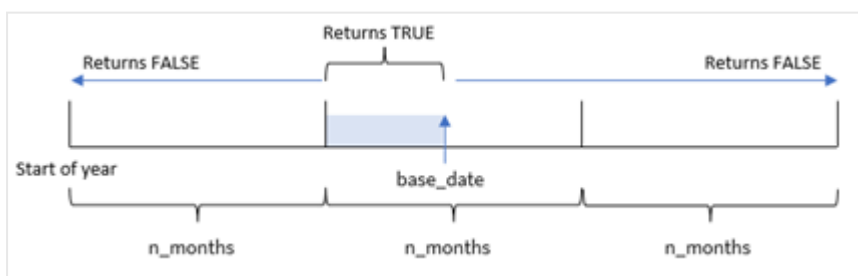 Returns TRUE
Returns FALSE
Returns FALSE
Start of year
base_date
n_months
n_months
n_months